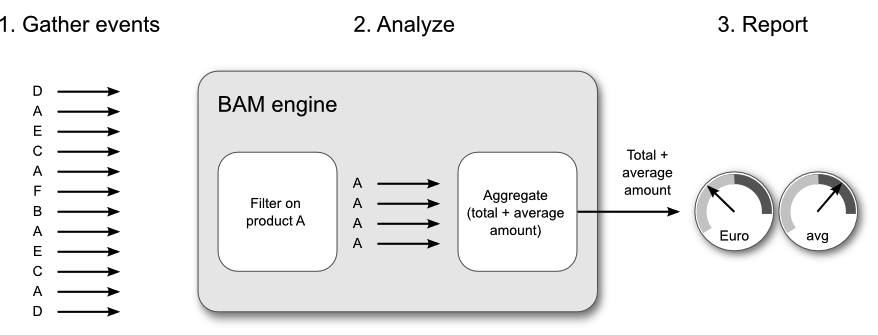 1. Gather events
2. Analyze
3. Report
D
A
E
C
A
F
B
A
E
C
A
D
BAM engine
Filter on
product A
A
A
A
A
Aggregate
(total + average
amount)
Total +
average
amount
Euro
avg